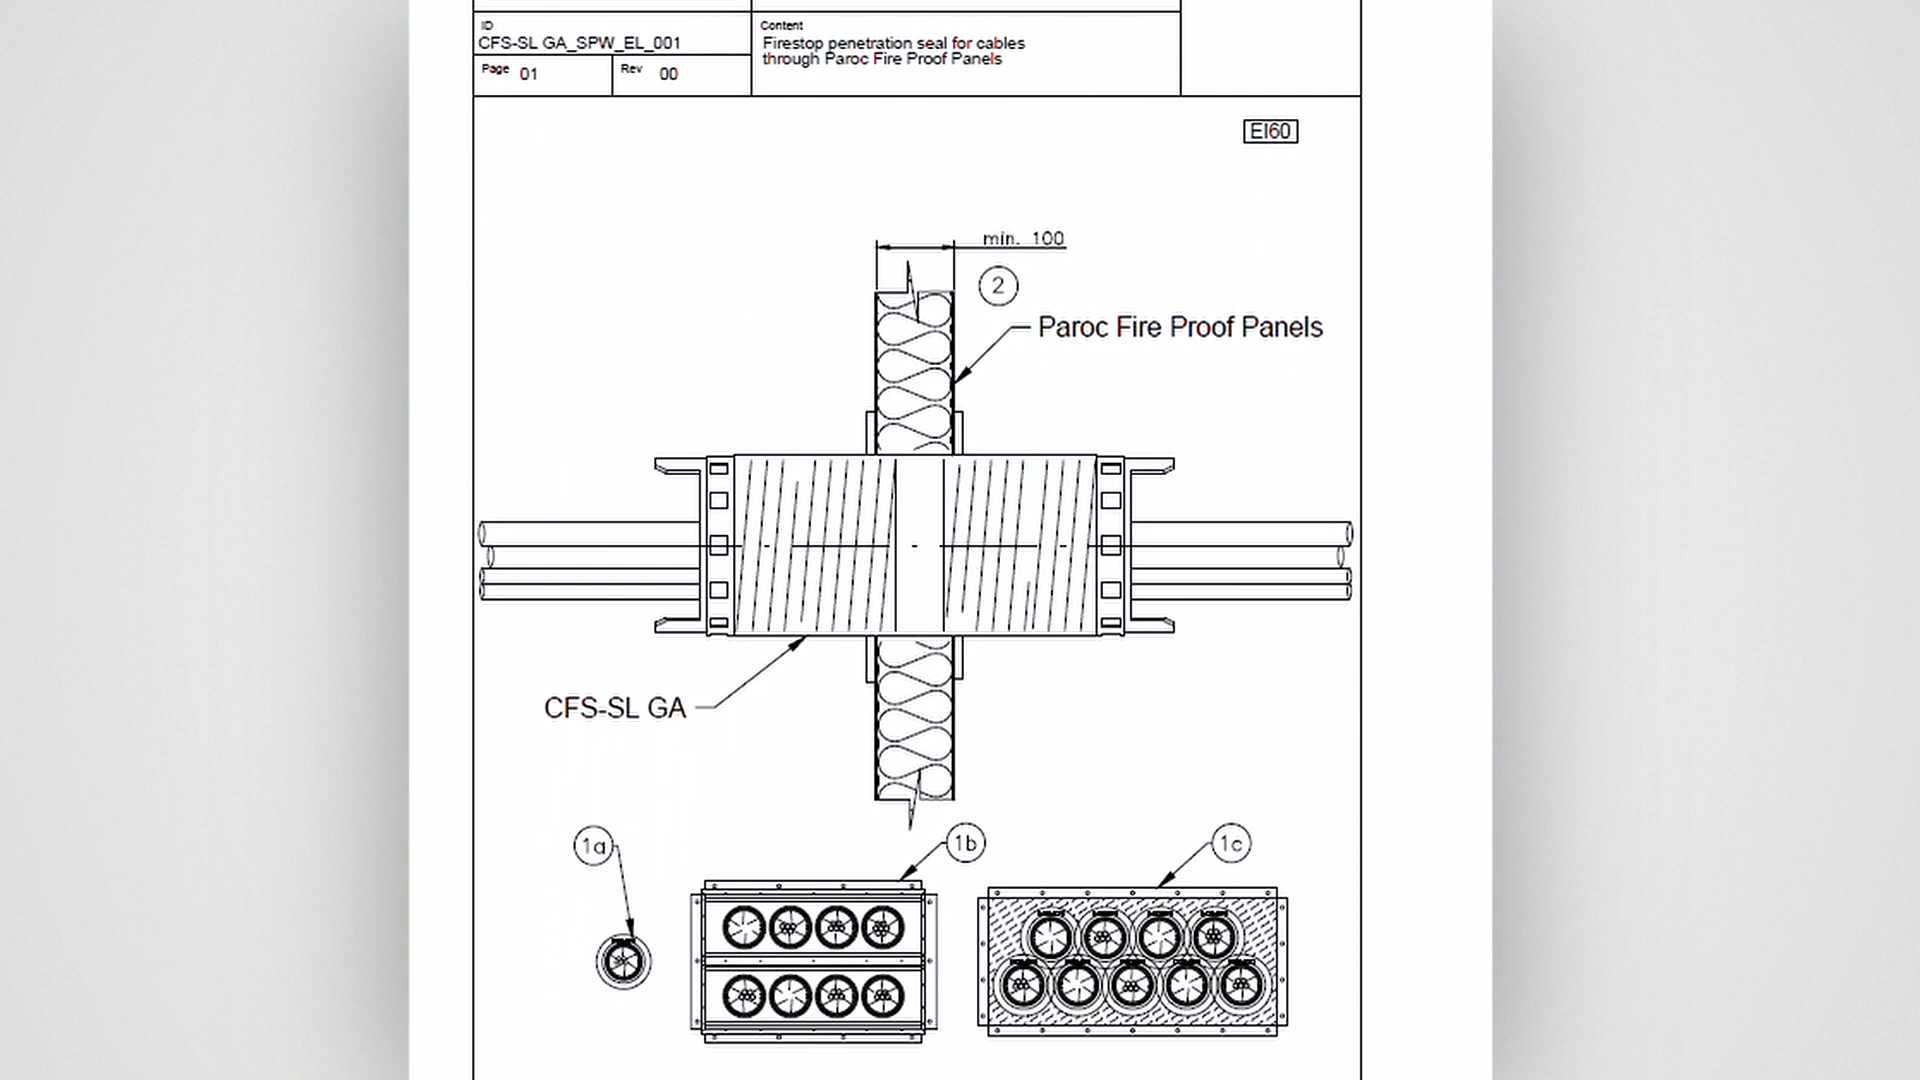 ID
CFS-SL GA_SPW_EL_001
Page 01
Rev 00
Content
Firestop penetration seal for cables
through Paroc Fire Proof Panels
EI60
min. 100
2
Paroc Fire Proof Panels
CFS-SL GA
1a
1b
1c